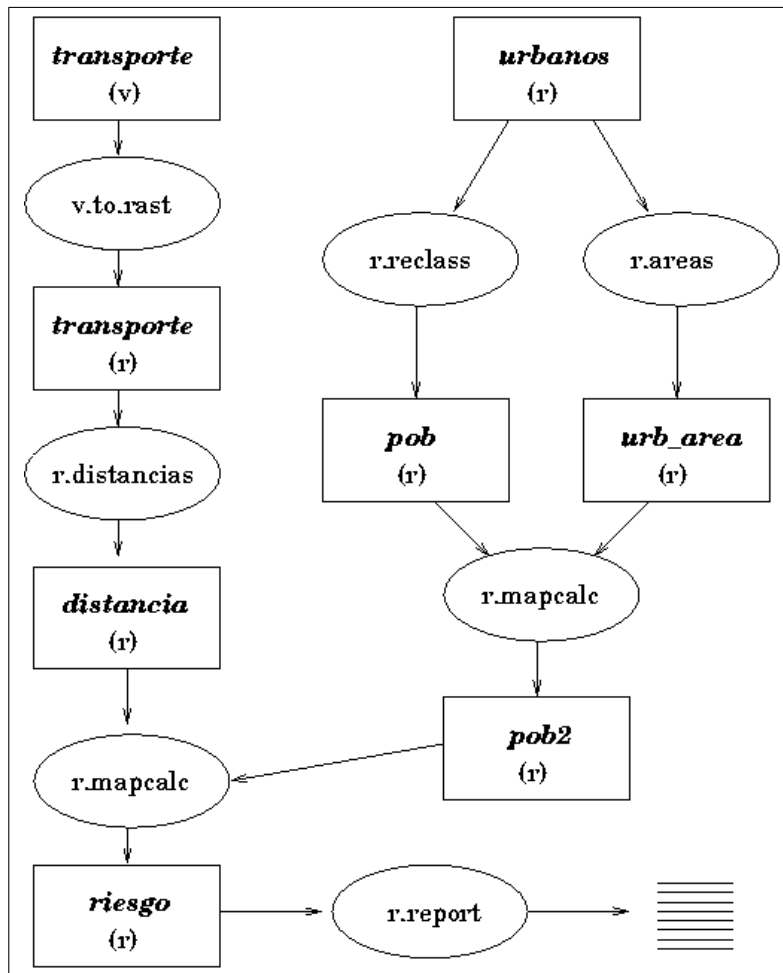 transporte
(v)
urbanos
(r)
v.to.rast
r.reclass
r.areas
transporte
(r)
pob
(r)
urb_area
(r)
r.distancias
distancia
(r)
r.mapcalc
pob2
(r)
r.mapcalc
riesgo
(r)
r.report